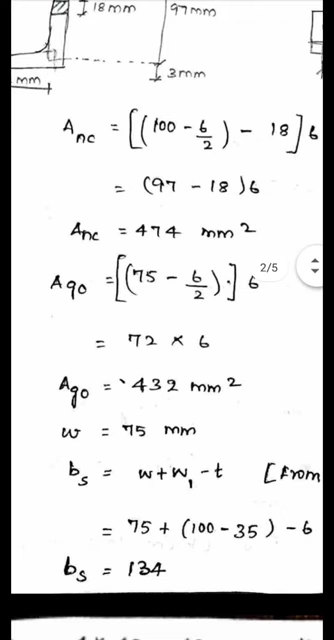 18mm
97mm
mm
3mm
Anc = [(100 - 6/2) - 18] 6
= (97 - 18) 6
Anc = 474 mm2
Ago = [(75 - 6/2).] 6
2/5
= 72 × 6
Ago = 432 mm2
w = 75 mm
bs = w + w1 - t [from
= 75 + (100 - 35) - 6
bs = 134